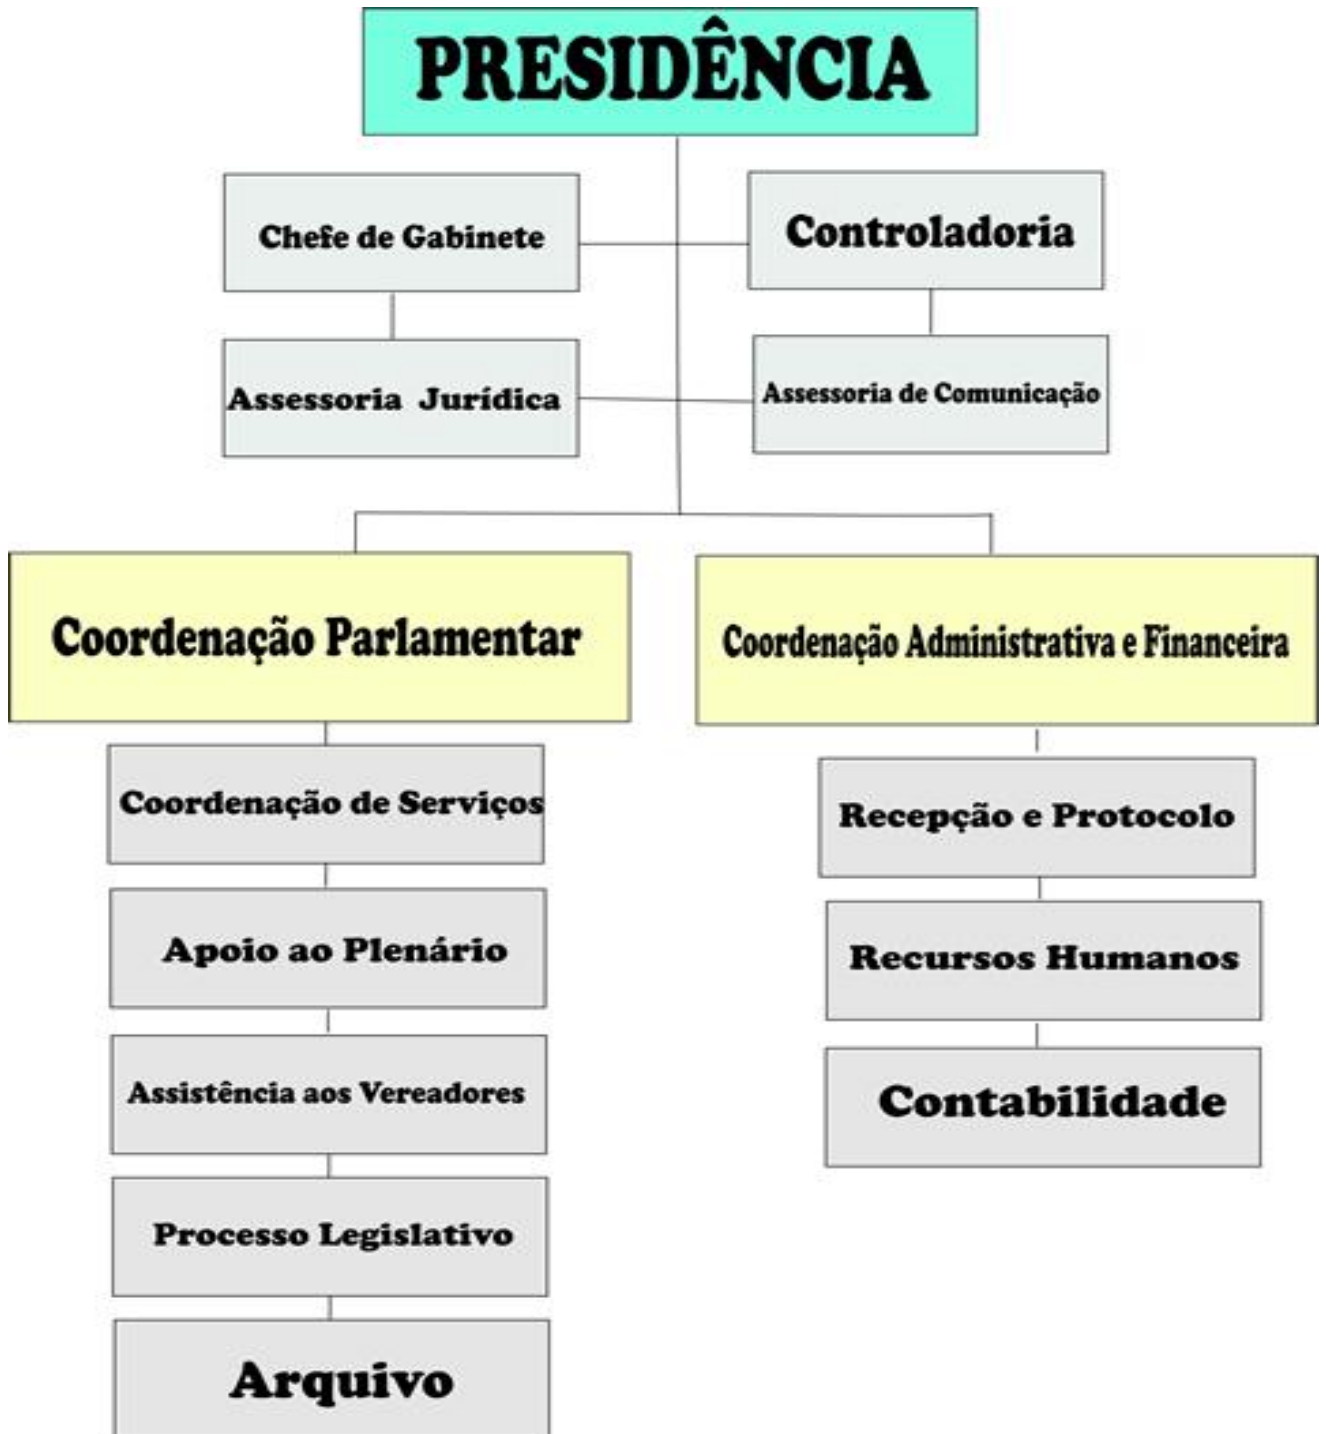 PRESIDÊNCIA
Chefe de Gabinete
Controladoria
Assessoria Jurídica
Assessoria de Comunicação
Coordenação Parlamentar
Coordenação Administrativa e Financeira
Coordenação de Serviços
Recepção e Protocolo
Apoio ao Plenário
Recursos Humanos
Assistência aos Vereadores
Contabilidade
Processo Legislativo
Arquivo